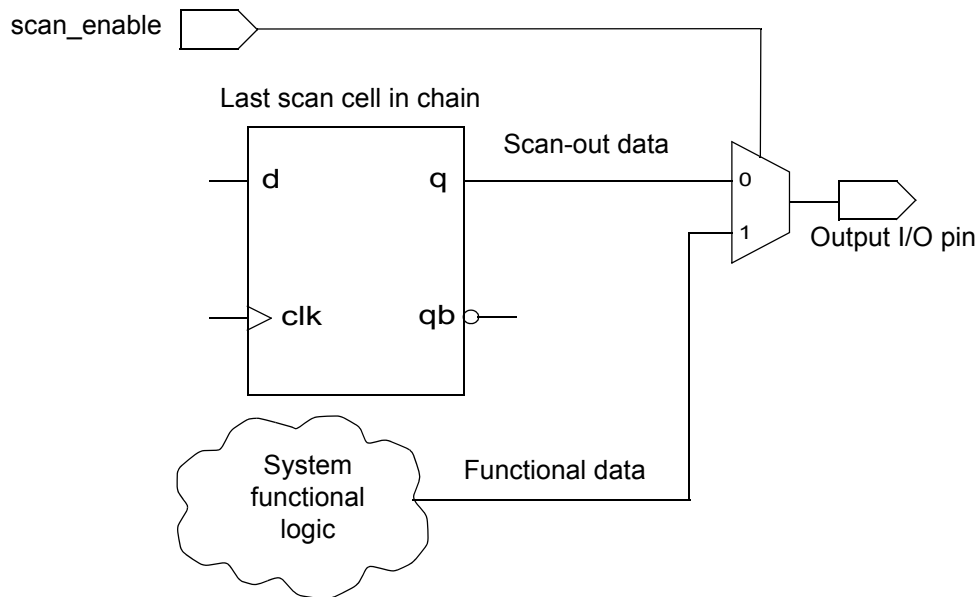 scan_enable
Last scan cell in chain
Scan-out data
d
q
0
1
Output I/O pin
clk
qb
System
functional
logic
Functional data